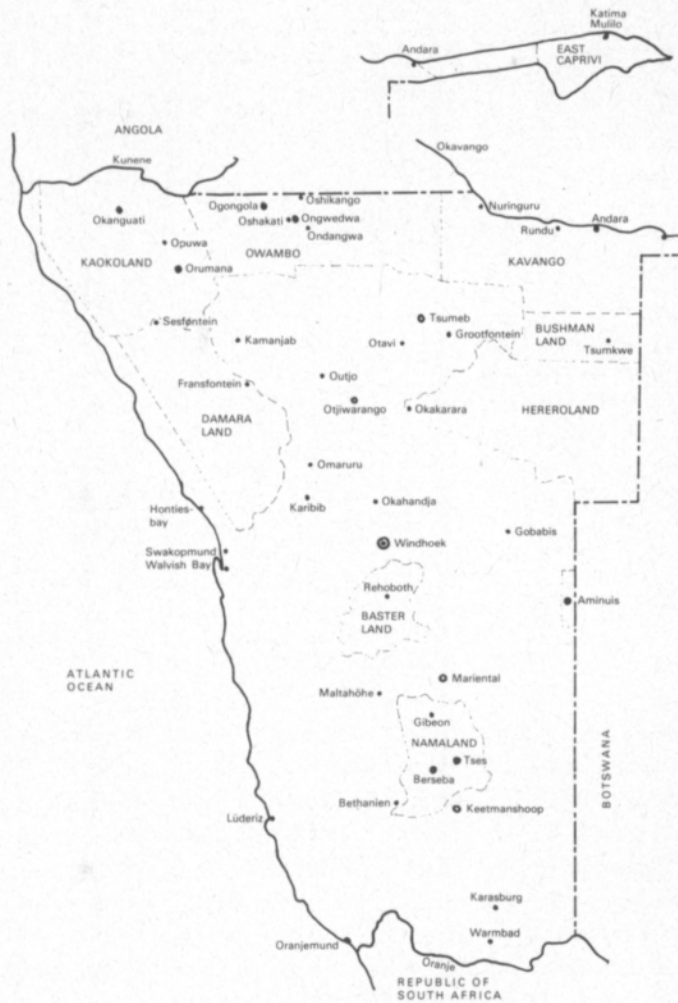 Katima
Mulilo
Andara
EAST
CAPRIVI
ANGOLA
Kunene
Okavango
Okanguati
Ogongola
Oshikango
Oshakati
Ongwedwa
Ondangwa
Nuringuru
Rundu
Andara
Opuwa
KAOKOLAND
OWAMBO
KAVANGO
Orumana
Sesfontein
Tsumeb
Kamanjab
Otavi
Grootfontein
BUSHMAN
LAND
Tsumkwe
Fransfontein
Outjo
Otjiwarango
Okakarara
HEREROLAND
DAMARA
LAND
Omaruru
Karibib
Okahandja
Honties-
bay
Gobabis
Windhoek
Swakopmund
Walvish Bay
Rehoboth
BASTER
LAND
Aminuis
ATLANTIC
OCEAN
Mariental
Maltahöhe
Gibeon
NAMALAND
Tses
Berseba
BOTSWANA
Bethanien
Keetmanshoop
Lüderiz
Karasburg
Warmbad
Oranjemund
Oranje
REPUBLIC OF
SOUTH AFRICA